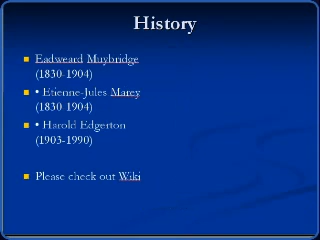 History
Eadweard Muybridge
(1830-1904)
• Etienne-Jules Marey
(1830 1904)
• Harold Edgerton
(1903-1990)
Please check out Wiki